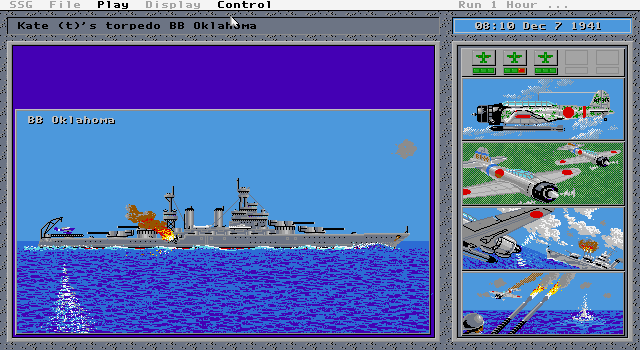 SSG File Play Display Control Run 1 Hour ...
Kate (t)'s torpedo BB Oklahoma
08:10 Dec 7 1941
BB Oklahoma